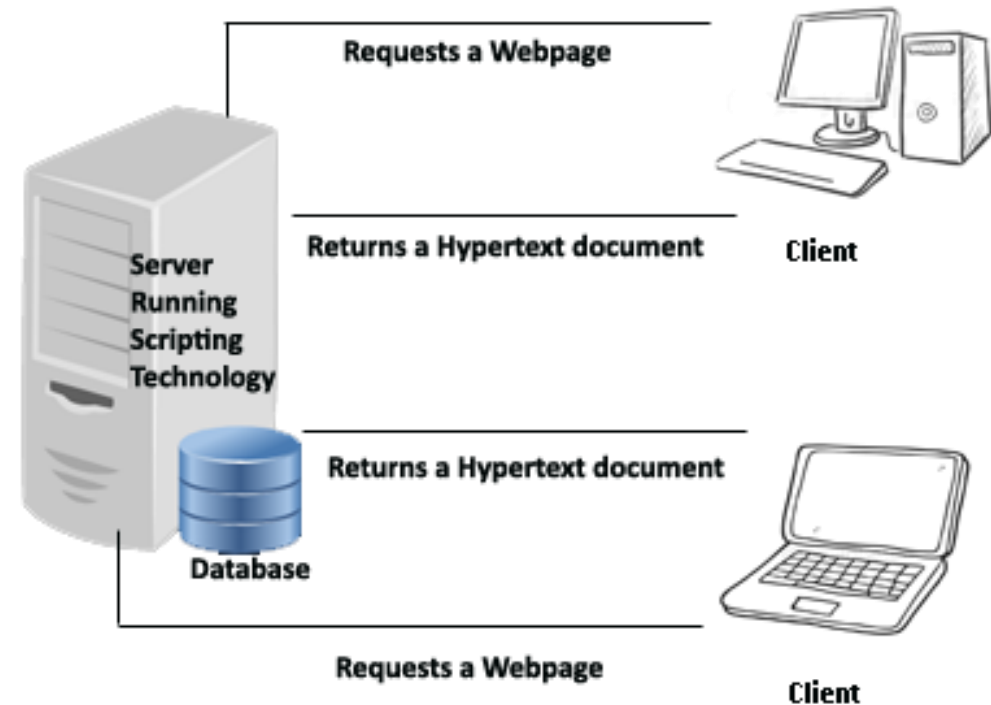 Requests a Webpage
Returns a Hypertext document
Client
Server
Running
Scripting
Technology
Returns a Hypertext document
Database
Requests a Webpage
Client